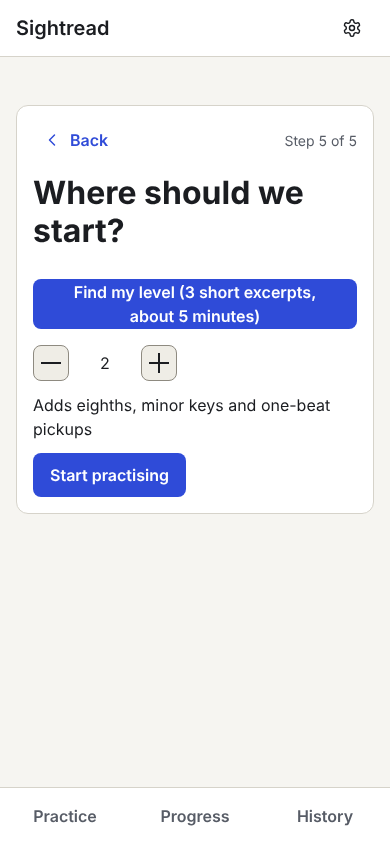 Sightread
Back
Step 5 of 5
Where should we
start?
Find my level (3 short excerpts,
about 5 minutes)
2
Adds eighths, minor keys and one-beat
pickups
Start practising
Practice
Progress
History